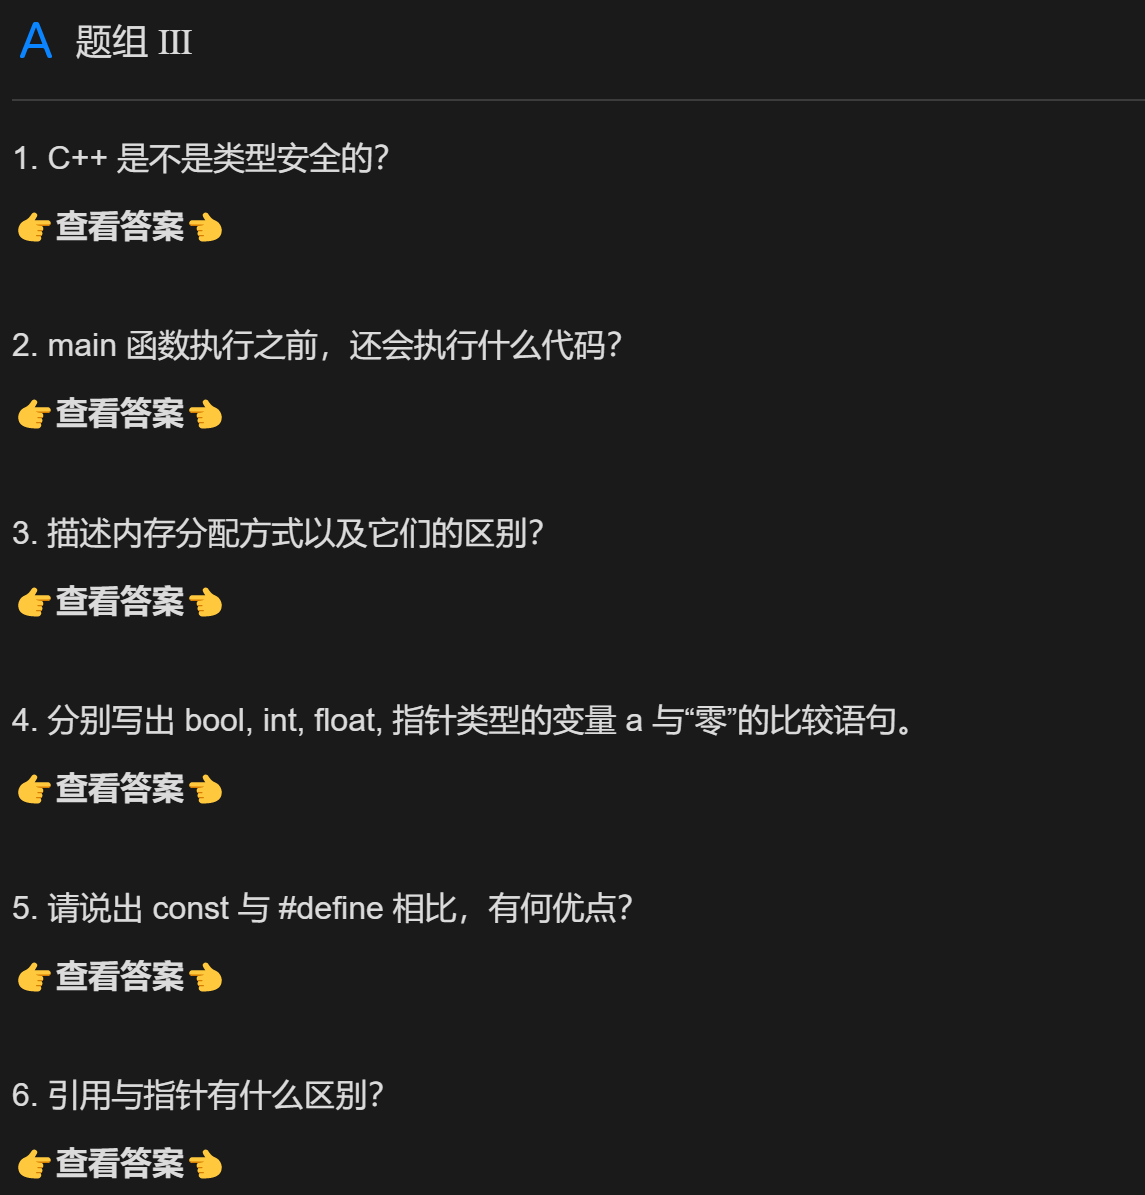 A 题组 III
1. C++ 是不是类型安全的?
👉查看答案👈
2. main 函数执行之前，还会执行什么代码?
👉查看答案👈
3. 描述内存分配方式以及它们的区别?
👉查看答案👈
4. 分别写出 bool, int, float, 指针类型的变量 a 与“零”的比较语句。
👉查看答案👈
5. 请说出 const 与 #define 相比，有何优点?
👉查看答案👈
6. 引用与指针有什么区别?
👉查看答案👈